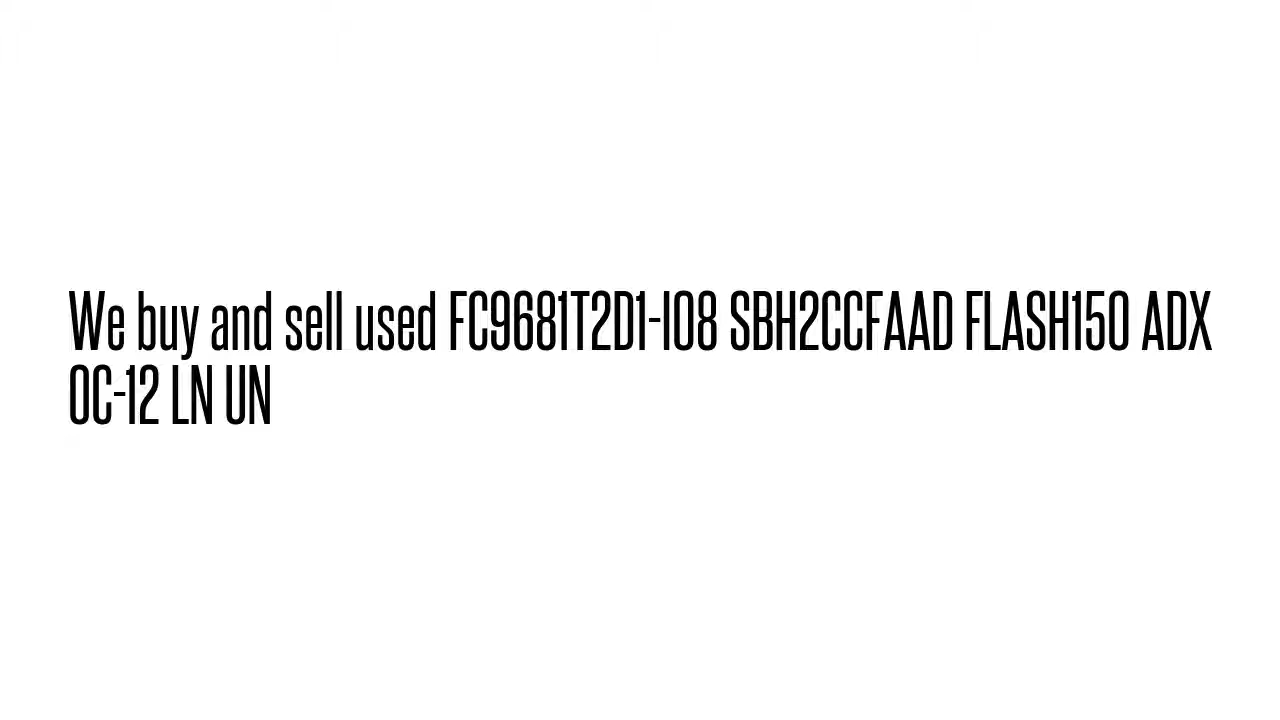 We buy and sell used FC9681T2D1-I08 SBH2CCFAAD FLASH150 ADX
OC-12 LN UN